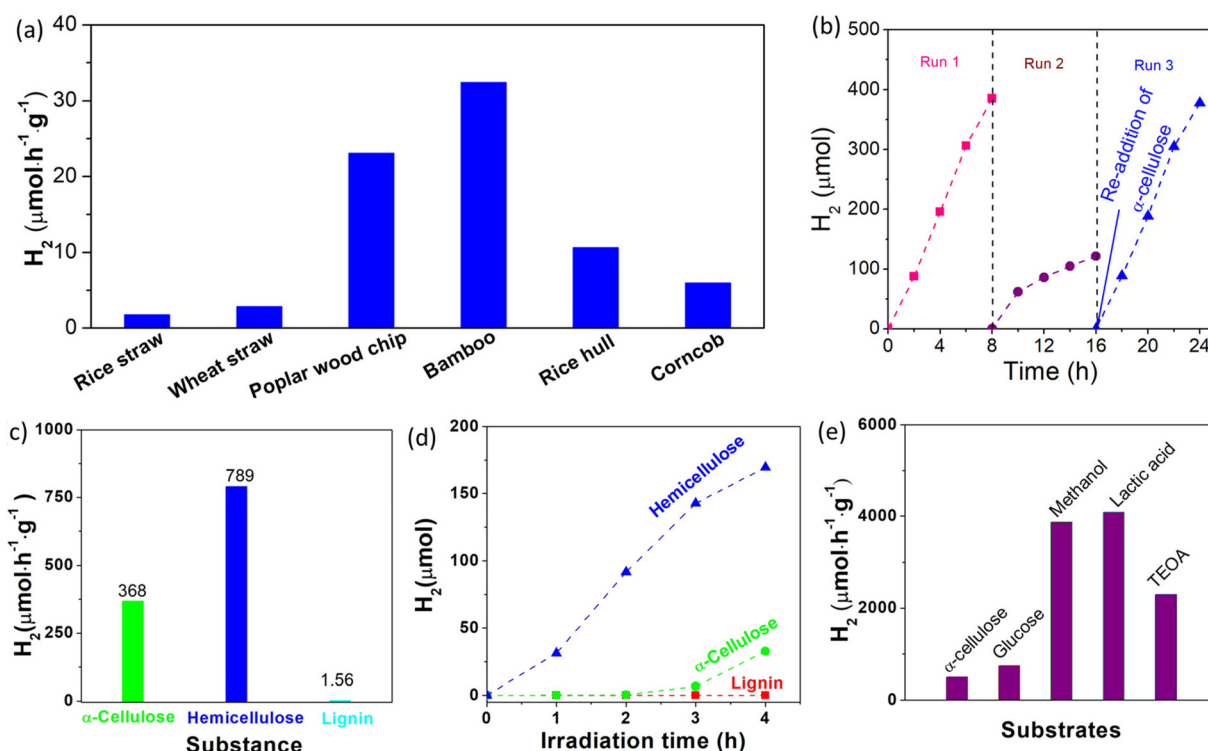 (a)
H₂ (μmol·h⁻¹·g⁻¹)
40
30
20
10
0
Rice straw
Wheat straw
Poplar wood chip
Bamboo
Rice hull
Corncob
(b)
H₂ (μmol)
500
400
300
200
100
0
Run 1
Run 2
Run 3
Re-addition of
α-cellulose
0 4 8 12 16 20 24
Time (h)
c)
H₂(μmol·h⁻¹·g⁻¹)
1000
750
500
250
0
368
789
1.56
α-Cellulose Hemicellulose Lignin
Substance
(d)
H₂(μmol)
200
150
100
50
0
Hemicellulose
α-Cellulose
Lignin
0 1 2 3 4
Irradiation time (h)
(e)
H₂ (μmol·h⁻¹·g⁻¹)
6000
4000
2000
0
α-cellulose
Glucose
Methanol
Lactic acid
TEOA
Substrates